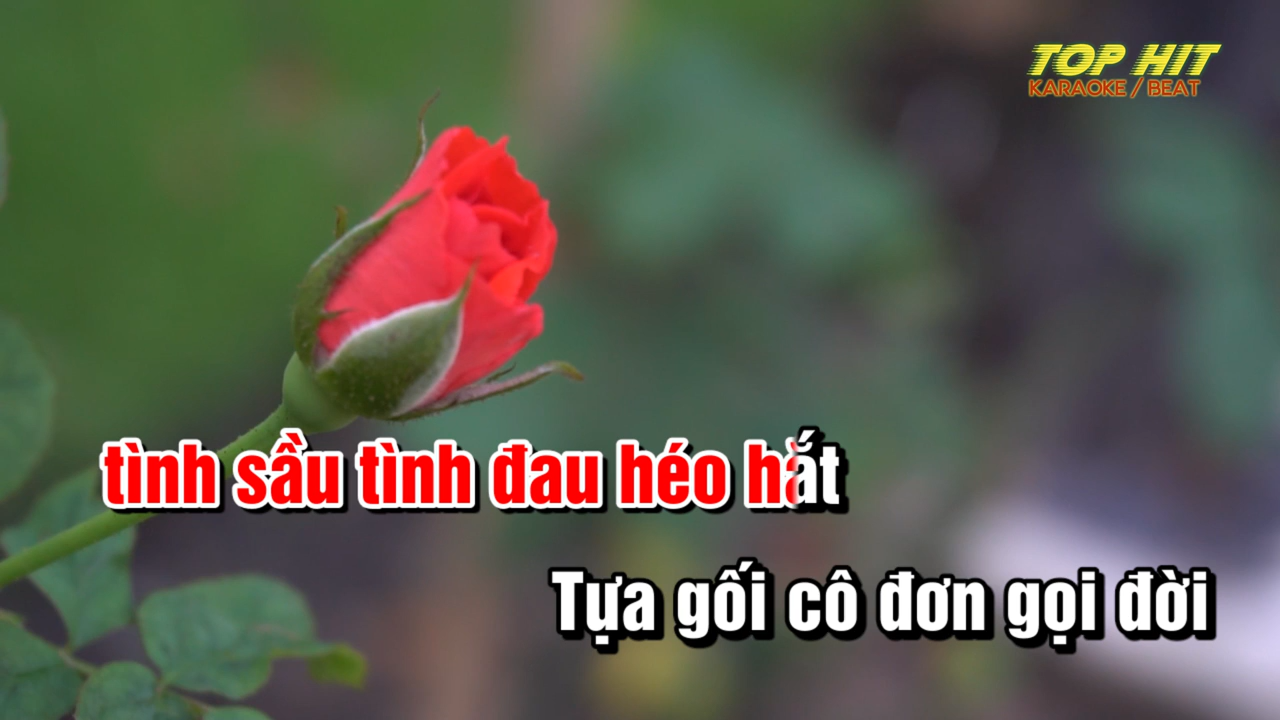 TOP HIT
KARAOKE / BEAT
tình sầu tình đau héo hắt
Tựa gối cô đơn gọi đời